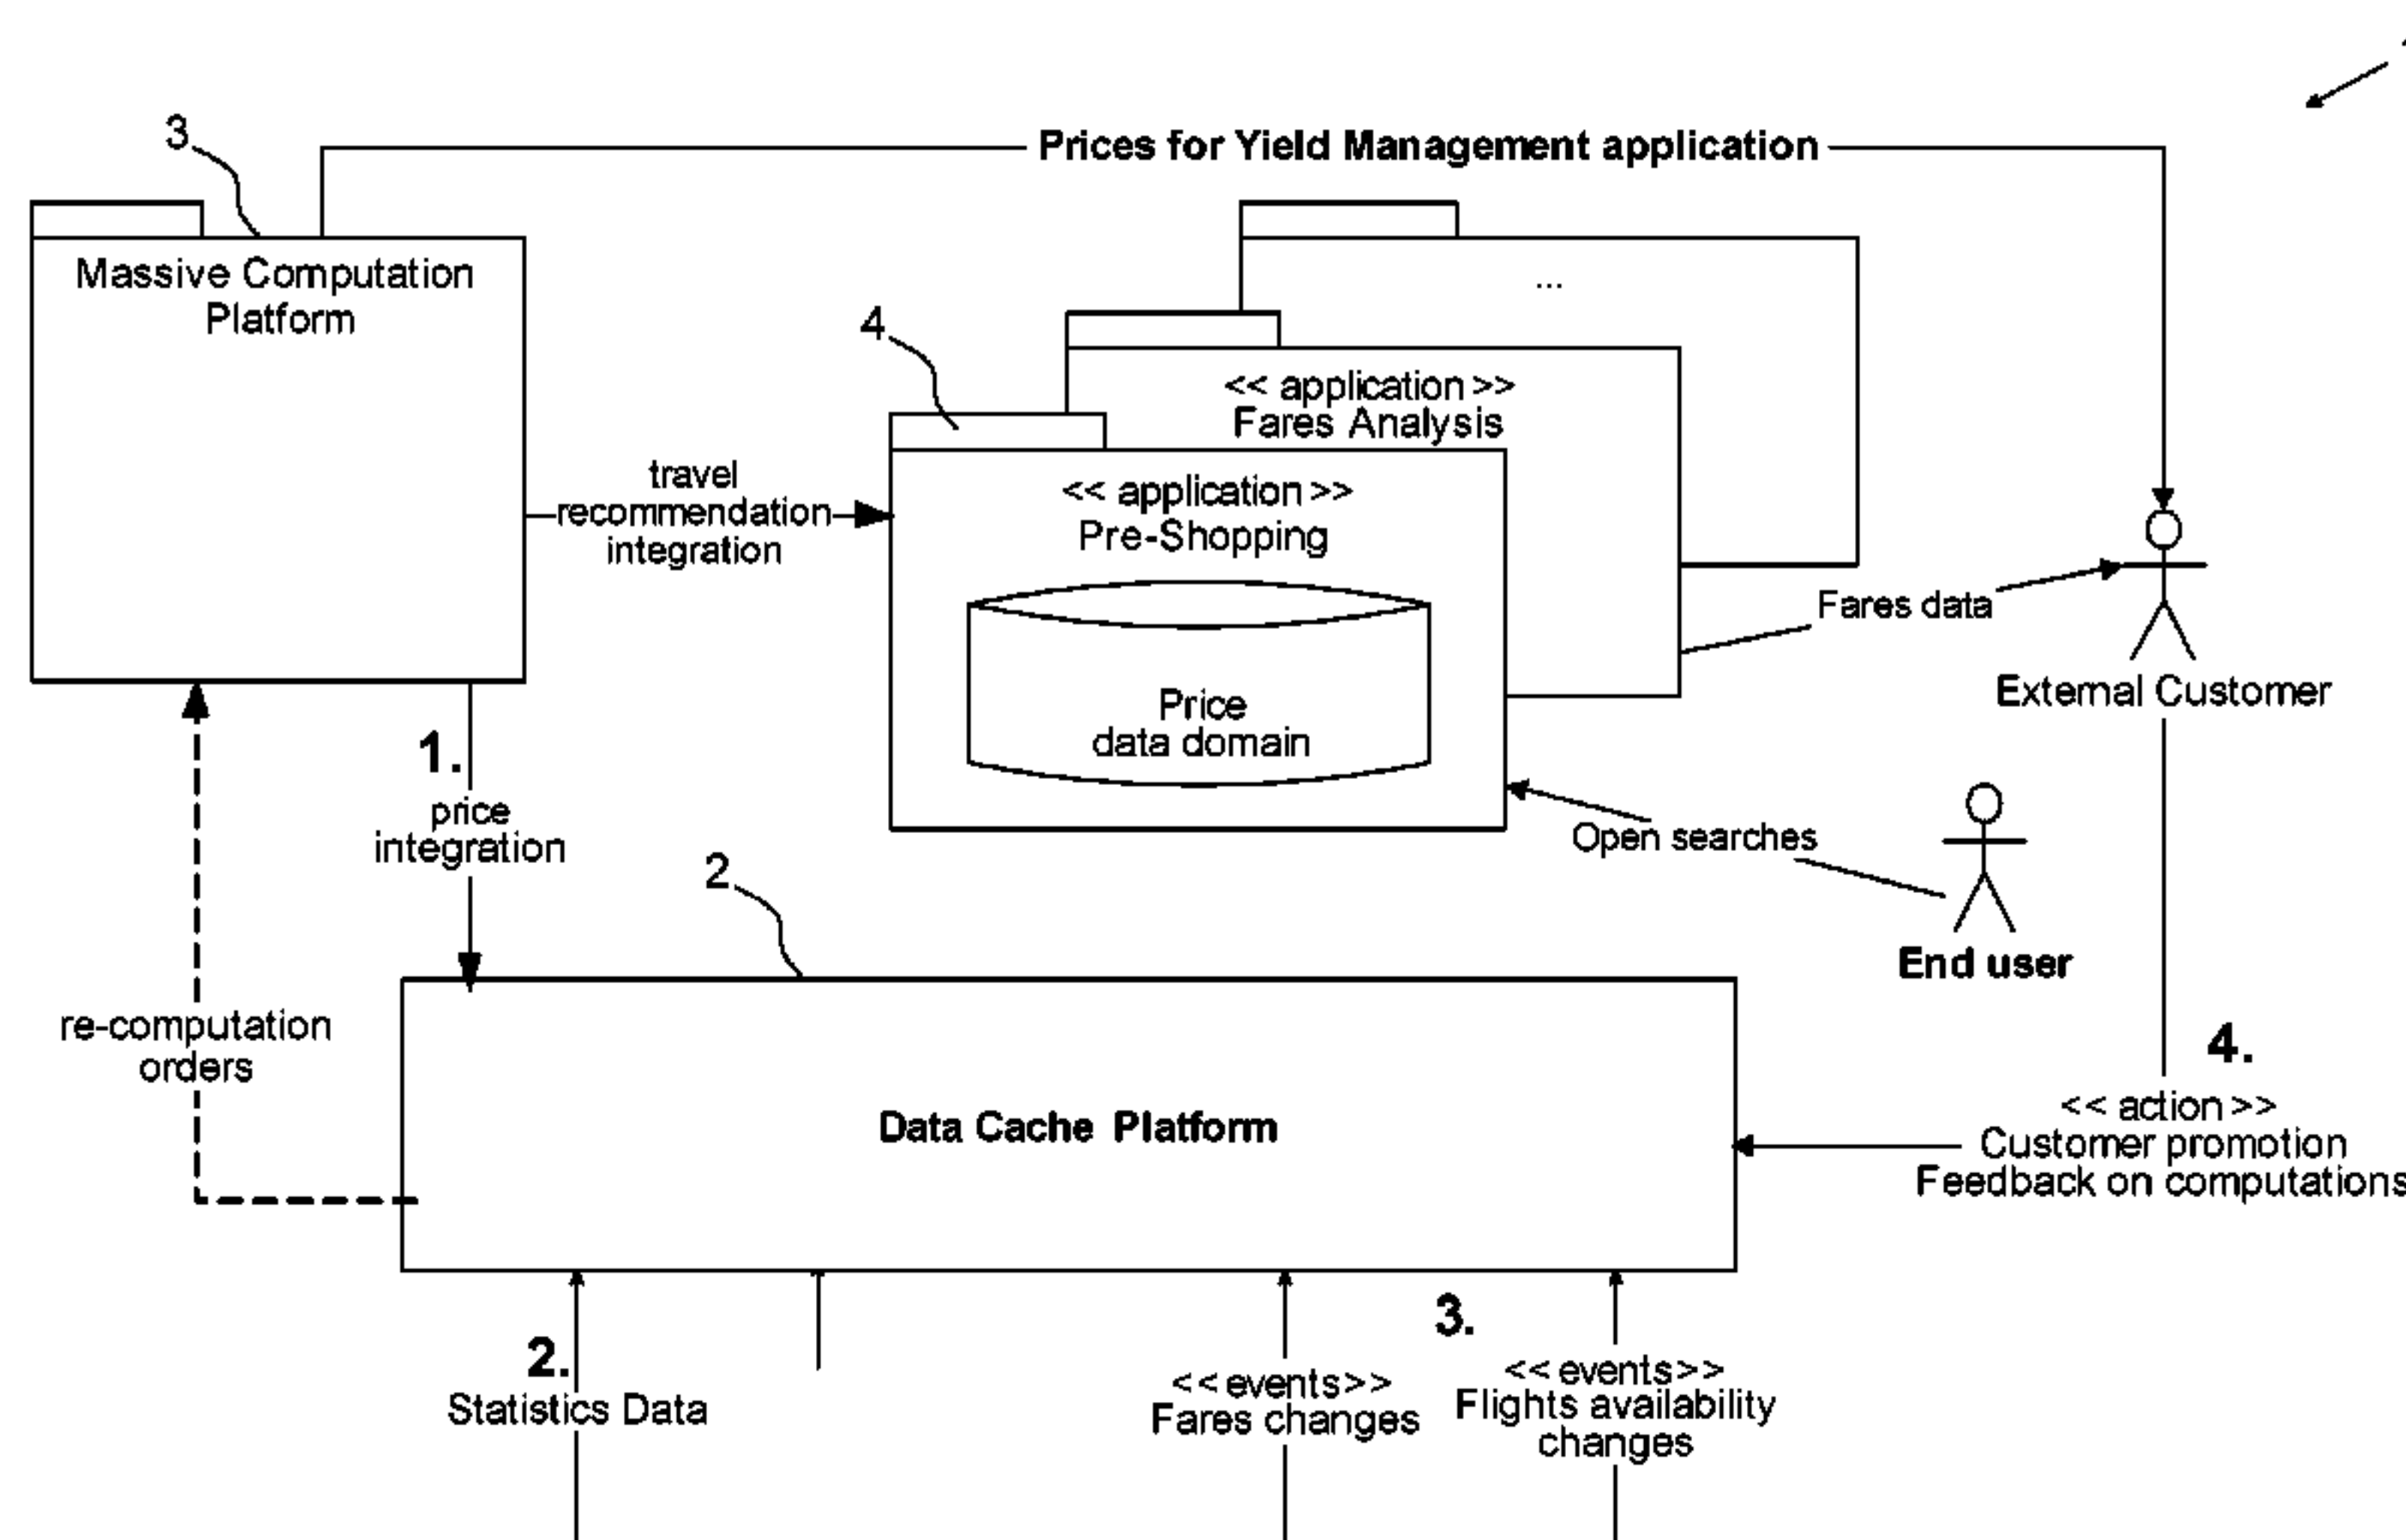 3
Prices for Yield Management application
Massive Computation
Platform
...
4
<< application >>
Fares Analysis
travel
recommendation
integration
<< application >>
Pre-Shopping
Fares data
External Customer
Price
data domain
1.
price
integration
Open searches
End user
2
re-computation
orders
Data Cache Platform
4.
<< action >>
Customer promotion
Feedback on computations
2.
Statistics Data
3.
<<events>>
Fares changes
<<events>>
Flights availability
changes